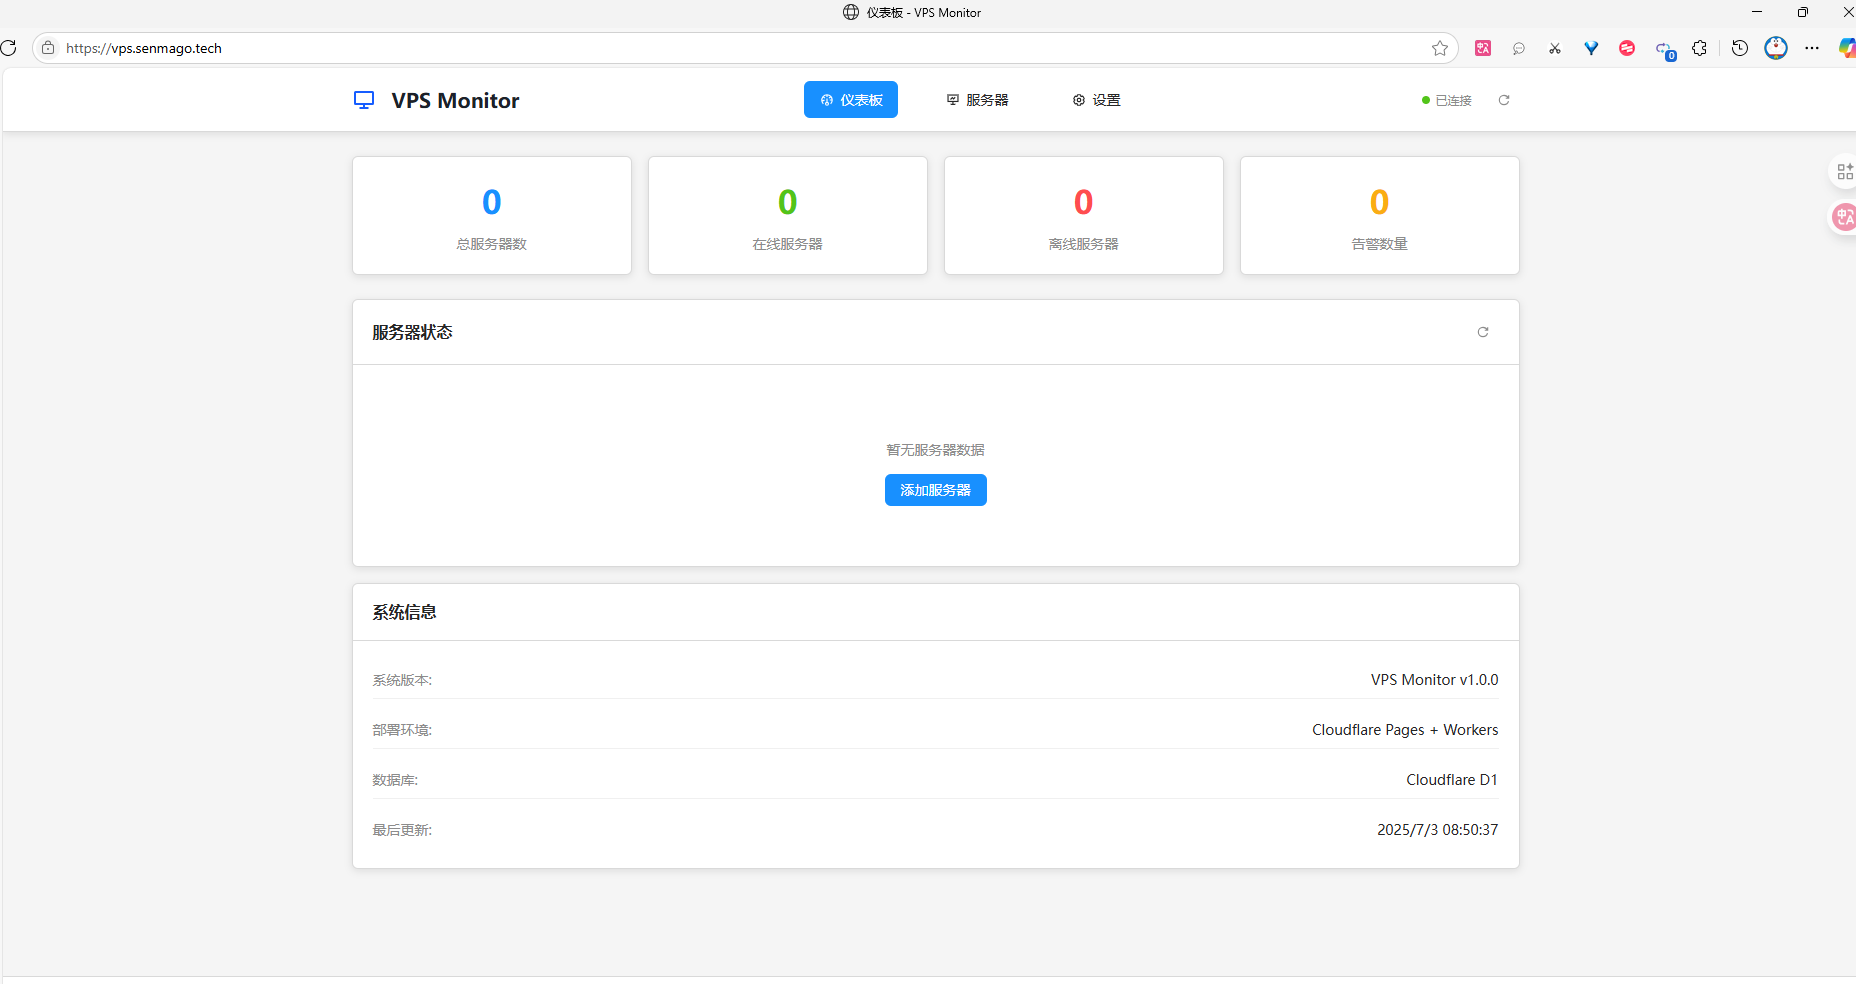 仪表板 - VPS Monitor
https://vps.senmago.tech
0
VPS Monitor
仪表板
服务器
设置
已连接
0
总服务器数
0
在线服务器
0
离线服务器
0
告警数量
服务器状态
暂无服务器数据
添加服务器
系统信息
系统版本:
VPS Monitor v1.0.0
部署环境:
Cloudflare Pages + Workers
数据库:
Cloudflare D1
最后更新:
2025/7/3 08:50:37